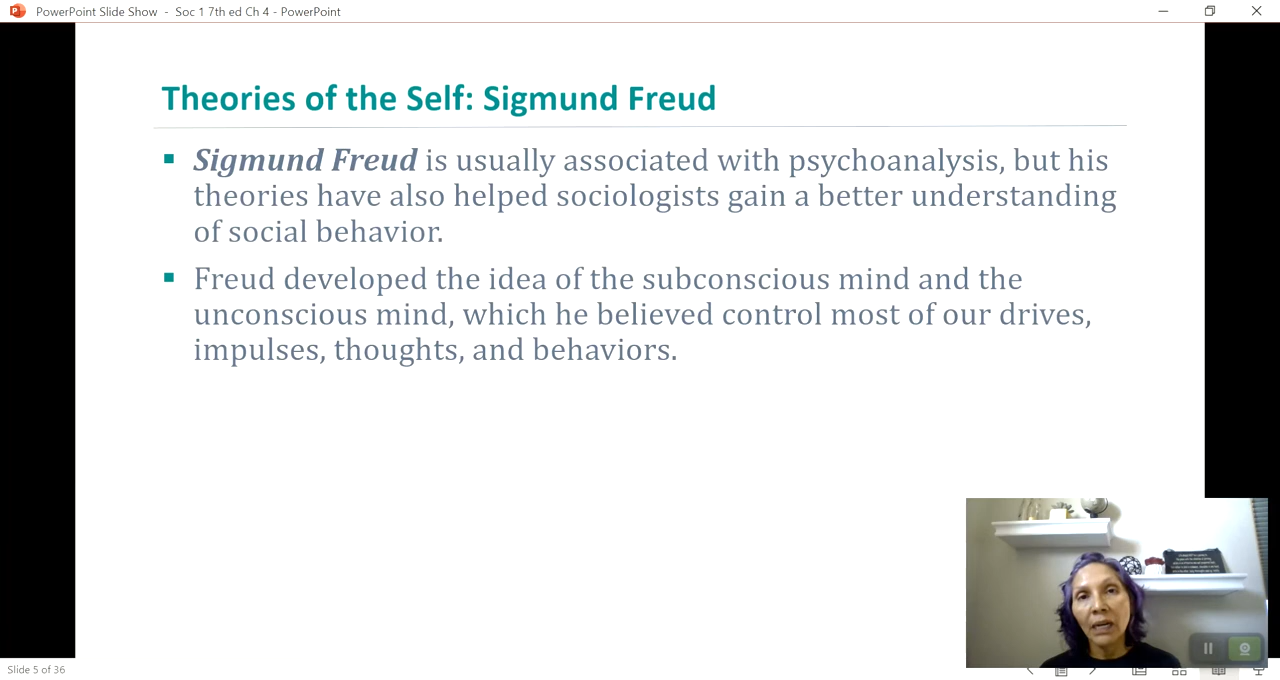 PowerPoint Slide Show - Soc 1 7th ed Ch 4 - PowerPoint
Theories of the Self: Sigmund Freud
Sigmund Freud is usually associated with psychoanalysis, but his
theories have also helped sociologists gain a better understanding
of social behavior.
Freud developed the idea of the subconscious mind and the
unconscious mind, which he believed control most of our drives,
impulses, thoughts, and behaviors.
Slide 5 of 36